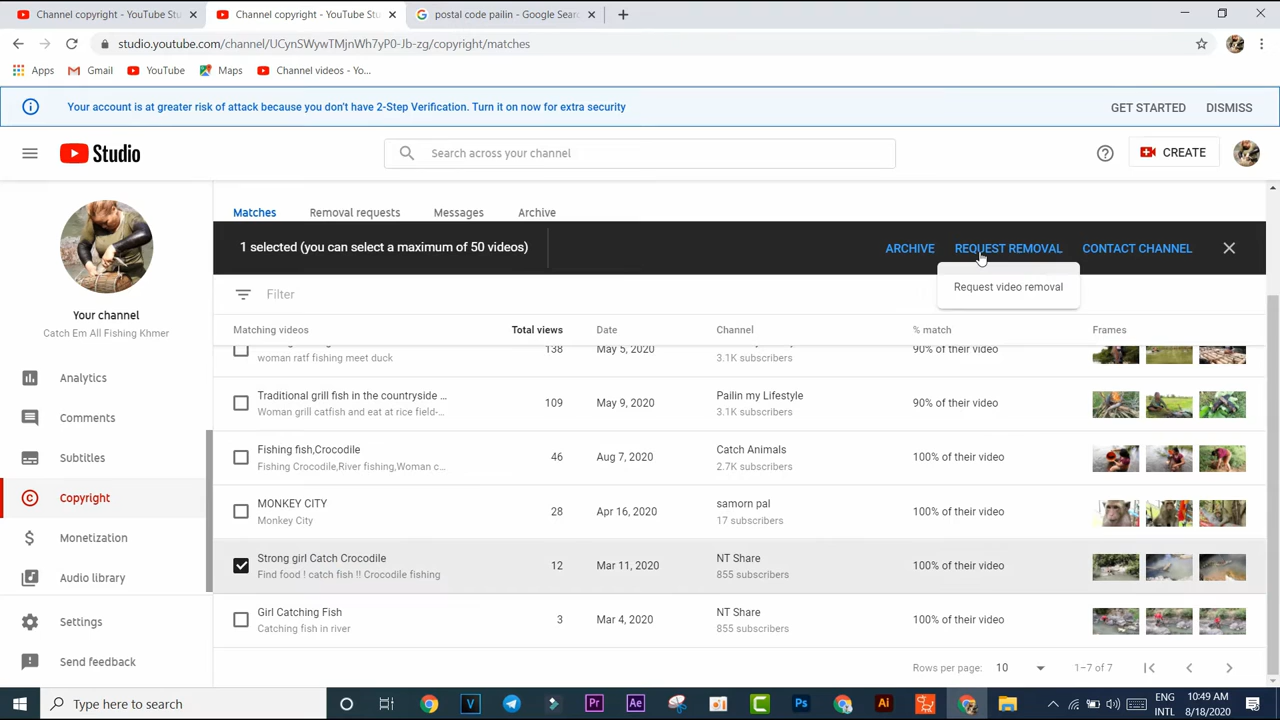 Channel copyright - YouTube Stu
Channel copyright - YouTube Stu
postal code pailin - Google Sear
studio.youtube.com/channel/UCynSWywTMjnWh7yP0-Jb-zg/copyright/matches
Apps Gmail YouTube Maps Channel videos - Yo...
Your account is at greater risk of attack because you don't have 2-Step Verification. Turn it on now for extra security GET STARTED DISMISS
Studio Search across your channel CREATE
Matches Removal requests Messages Archive
1 selected (you can select a maximum of 50 videos) ARCHIVE REQUEST REMOVAL CONTACT CHANNEL
Request video removal
Filter
Matching videos Total views Date Channel % match Frames
138 May 5, 2020 90% of their video
woman ratf fishing meet duck 3.1K subscribers
Traditional grill fish in the countryside ... 109 May 9, 2020 Pailin my Lifestyle 90% of their video
Woman grill catfish and eat at rice field-... 3.1K subscribers
Fishing fish,Crocodile 46 Aug 7, 2020 Catch Animals 100% of their video
Fishing Crocodile,River fishing,Woman c... 2.7K subscribers
MONKEY CITY 28 Apr 16, 2020 samorn pal 100% of their video
Monkey City 17 subscribers
Strong girl Catch Crocodile 12 Mar 11, 2020 NT Share 100% of their video
Find food ! catch fish !! Crocodile fishing 855 subscribers
Girl Catching Fish 3 Mar 4, 2020 NT Share 100% of their video
Catching fish in river 855 subscribers
Rows per page: 10 1–7 of 7
Your channel
Catch Em All Fishing Khmer
Analytics
Comments
Subtitles
Copyright
Monetization
Audio library
Settings
Send feedback
Type here to search
ENG
INTL
10:49 AM
8/18/2020